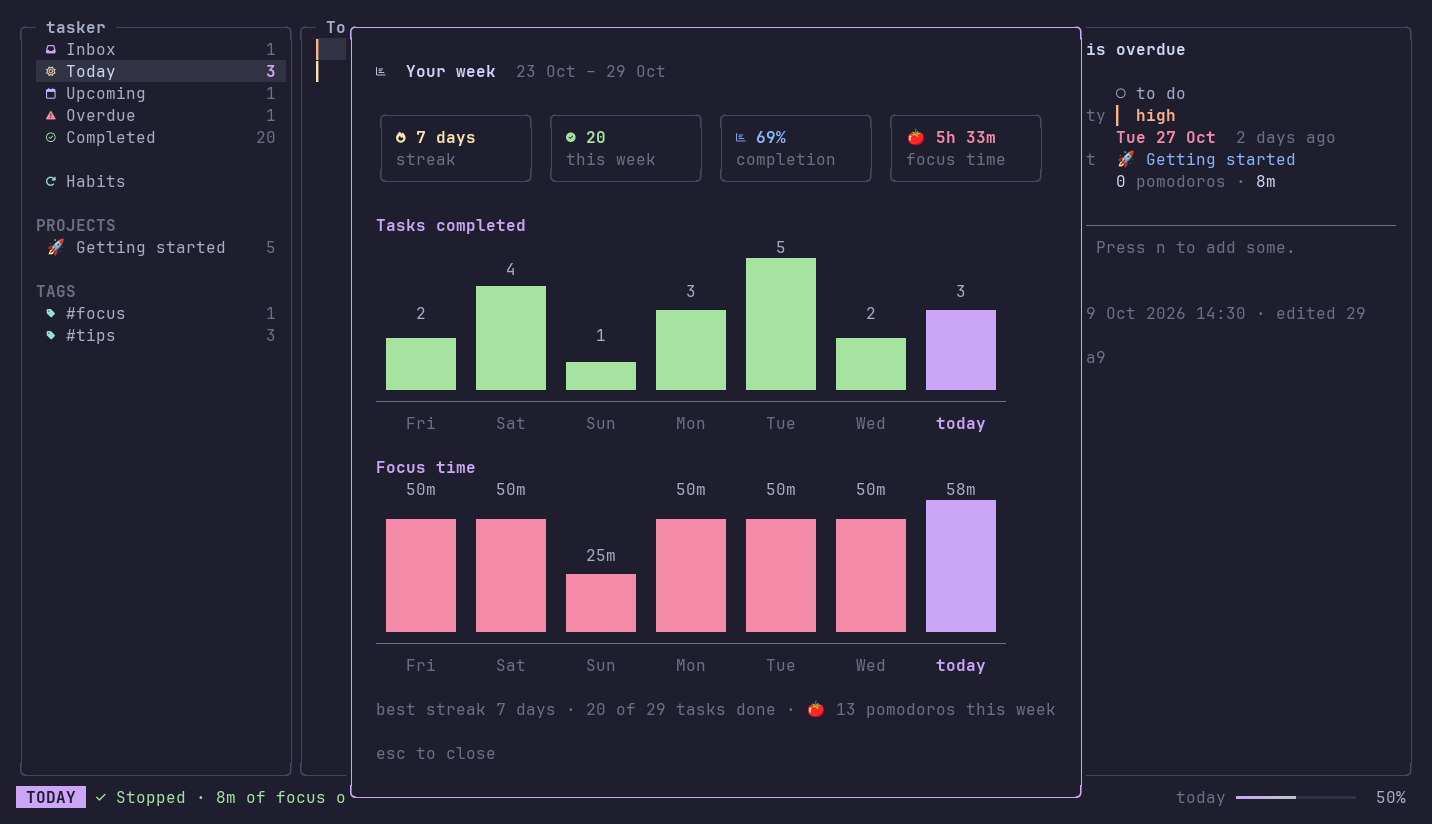 tasker
Inbox 1
Today 3
Upcoming 1
Overdue 1
Completed 20
Habits
PROJECTS
🚀 Getting started 5
TAGS
#focus 1
#tips 3
To
Your week 23 Oct – 29 Oct
7 days
streak
20
this week
69%
completion
🍅 5h 33m
focus time
Tasks completed
2 4 1 3 5 2 3
Fri Sat Sun Mon Tue Wed today
Focus time
50m 50m 25m 50m 50m 50m 58m
Fri Sat Sun Mon Tue Wed today
best streak 7 days · 20 of 29 tasks done · 🍅 13 pomodoros this week
esc to close
is overdue
○ to do
ty high
Tue 27 Oct 2 days ago
t 🚀 Getting started
0 pomodoros · 8m
Press n to add some.
9 Oct 2026 14:30 · edited 29
a9
TODAY ✓ Stopped · 8m of focus o
today 50%